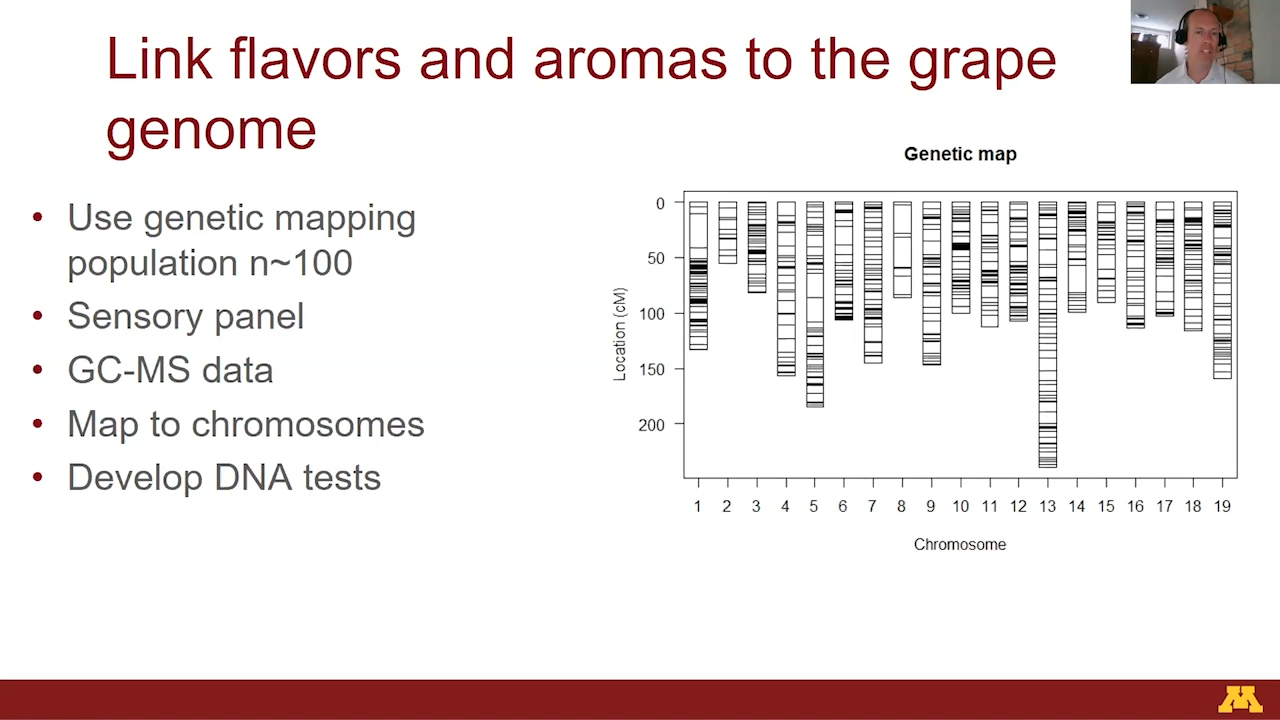 Link flavors and aromas to the grape
genome
• Use genetic mapping
population n~100
• Sensory panel
• GC-MS data
• Map to chromosomes
• Develop DNA tests
Genetic map
Location (cM)
0
50
100
150
200
1 2 3 4 5 6 7 8 9 10 11 12 13 14 15 16 17 18 19
Chromosome
M